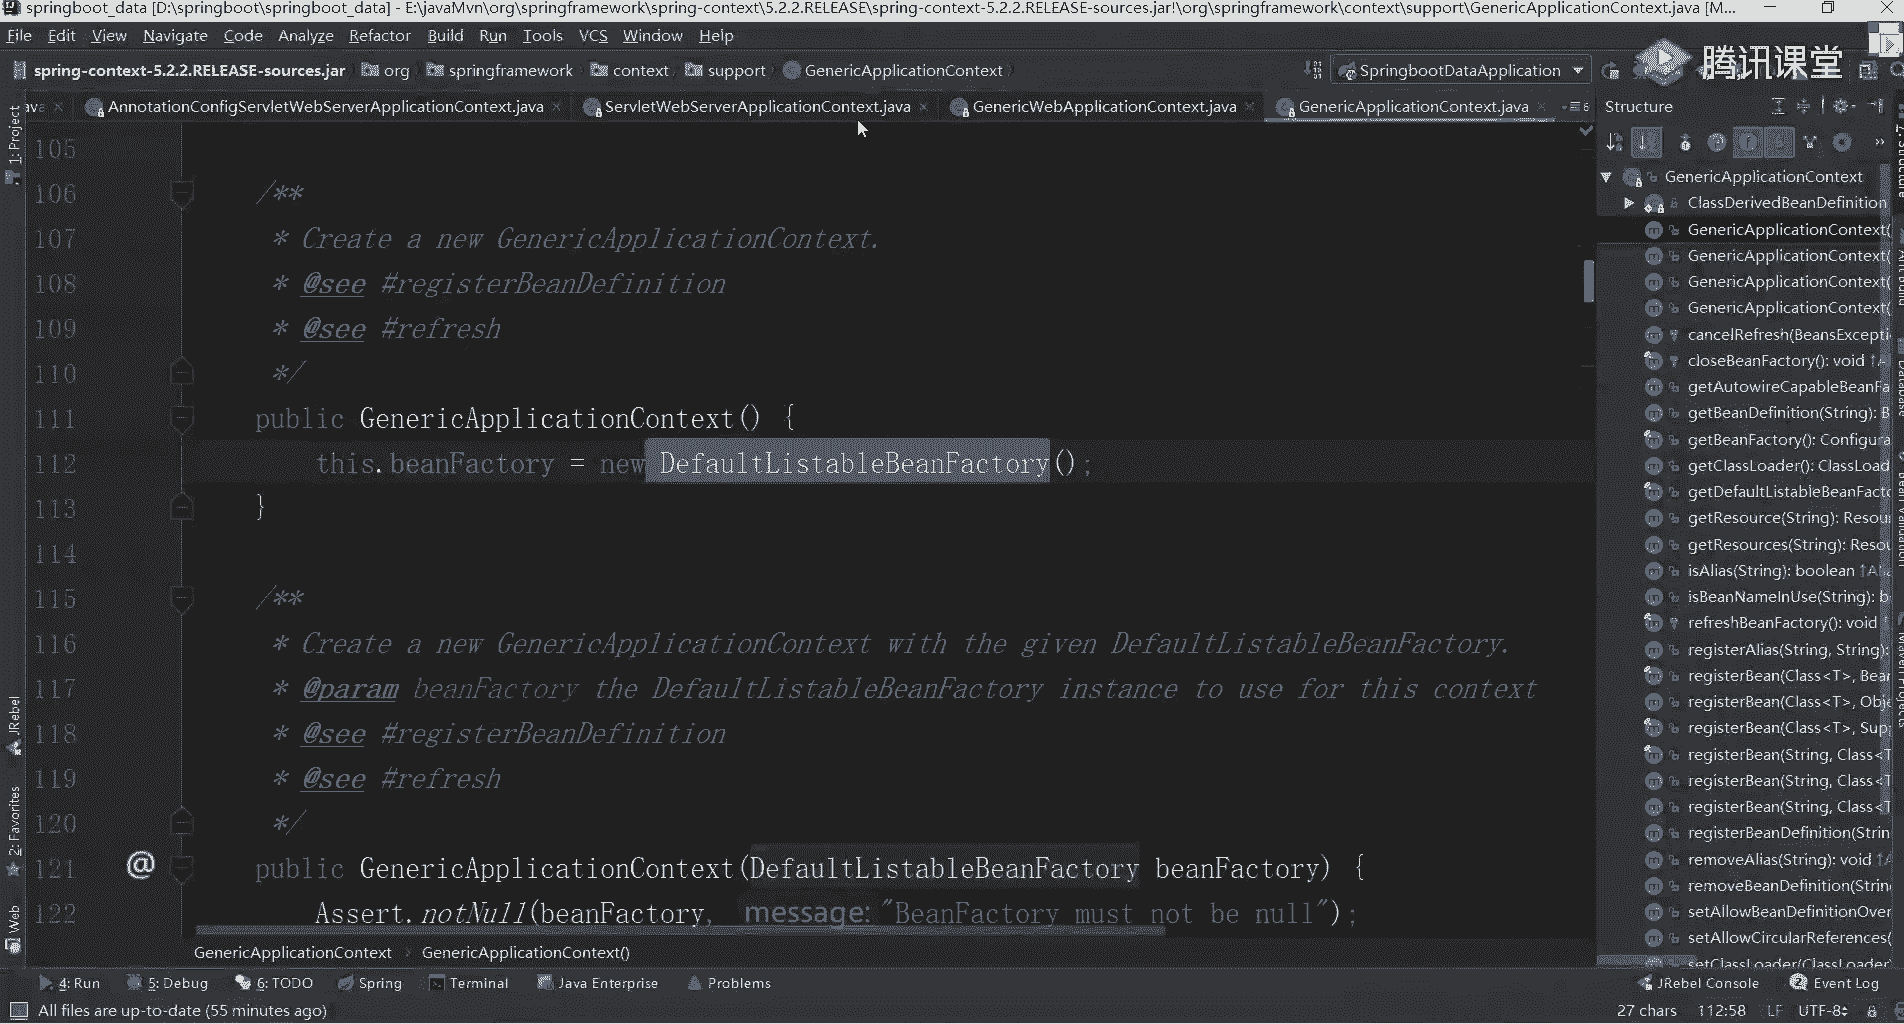 springboot_data [D:\springboot\springboot_data] - E:\javaMvn\org\springframework\spring-context\5.2.2.RELEASE\spring-context-5.2.2.RELEASE-sources.jar!\org\springframework\context\support\GenericApplicationContext.java [M...
File Edit View Navigate Code Analyze Refactor Build Run Tools VCS Window Help
spring-context-5.2.2.RELEASE-sources.jar org springframework context support GenericApplicationContext SpringbootDataApplication 腾讯课堂
ava AnnotationConfigServletWebServerApplicationContext.java ServletWebServerApplicationContext.java GenericWebApplicationContext.java GenericApplicationContext.java 6 Structure
1: Project
105
106 /**
107 * Create a new GenericApplicationContext.
108 * @see #registerBeanDefinition
109 * @see #refresh
110 */
111 public GenericApplicationContext() {
112 this.beanFactory = new DefaultListableBeanFactory();
113 }
114
115 /**
116 * Create a new GenericApplicationContext with the given DefaultListableBeanFactory.
117 * @param beanFactory the DefaultListableBeanFactory instance to use for this context
118 * @see #registerBeanDefinition
119 * @see #refresh
120 */
121 @ public GenericApplicationContext(DefaultListableBeanFactory beanFactory) {
122 Assert.notNull(beanFactory, message: "BeanFactory must not be null");
JRebel
2: Favorites
Web
GenericApplicationContext
ClassDerivedBeanDefinition
GenericApplicationContext(
GenericApplicationContext(
GenericApplicationContext(
GenericApplicationContext(
cancelRefresh(BeansExcepti
closeBeanFactory(): void
getAutowireCapableBeanFa
getBeanDefinition(String): B
getBeanFactory(): Configura
getClassLoader(): ClassLoad
getDefaultListableBeanFact
getResource(String): Resou
getResources(String): Reso
isAlias(String): boolean
isBeanNameInUse(String): b
refreshBeanFactory(): void
registerAlias(String, String):
registerBean(Class<T>, Bean
registerBean(Class<T>, Obje
registerBean(Class<T>, Sup
registerBean(String, Class<T
registerBean(String, Class<T
registerBean(String, Class<T
registerBeanDefinition(Strin
removeAlias(String): void
removeBeanDefinition(Strin
setAllowBeanDefinitionOver
setAllowCircularReferences(
setClassLoader(ClassLoader
GenericApplicationContext GenericApplicationContext()
4: Run 5: Debug 6: TODO Spring Terminal Java Enterprise Problems JRebel Console Event Log
All files are up-to-date (55 minutes ago) 27 chars 112:58 LF UTF-8